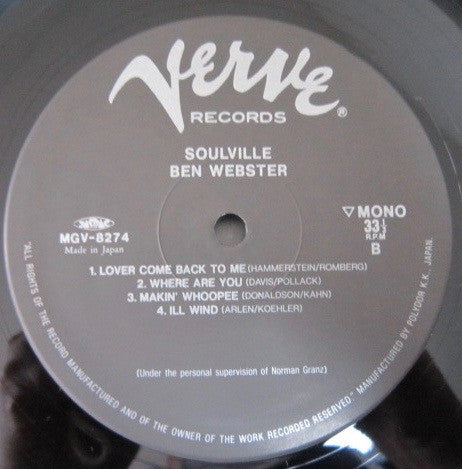 Verve ®
RECORDS
SOULVILLE
BEN WEBSTER
MGV-8274
Made in Japan
▽MONO
33⅓
R.P.M
B
1. LOVER COME BACK TO ME (HAMMERSTEIN/ROMBERG)
2. WHERE ARE YOU (DAVIS/POLLACK)
3. MAKIN' WHOOPEE (DONALDSON/KAHN)
4. ILL WIND (ARLEN/KOEHLER)
(Under the personal supervision of Norman Granz)
"ALL RIGHTS OF THE RECORD MANUFACTURED AND OF THE OWNER OF THE WORK RECORDED RESERVED." MANUFACTURED BY POLYDOR K.K. JAPAN.